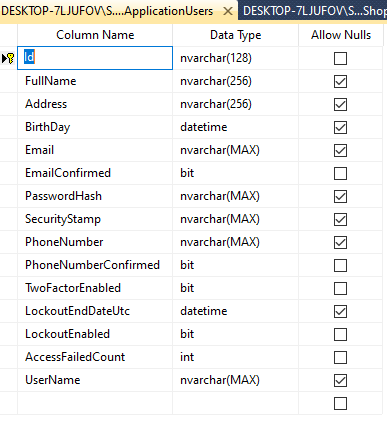 DESKTOP-7LJUFOV\S....ApplicationUsers DESKTOP-7LJUFOV\S...Shop
Column Name Data Type Allow Nulls
Id nvarchar(128)
FullName nvarchar(256)
Address nvarchar(256)
BirthDay datetime
Email nvarchar(MAX)
EmailConfirmed bit
PasswordHash nvarchar(MAX)
SecurityStamp nvarchar(MAX)
PhoneNumber nvarchar(MAX)
PhoneNumberConfirmed bit
TwoFactorEnabled bit
LockoutEndDateUtc datetime
LockoutEnabled bit
AccessFailedCount int
UserName nvarchar(MAX)